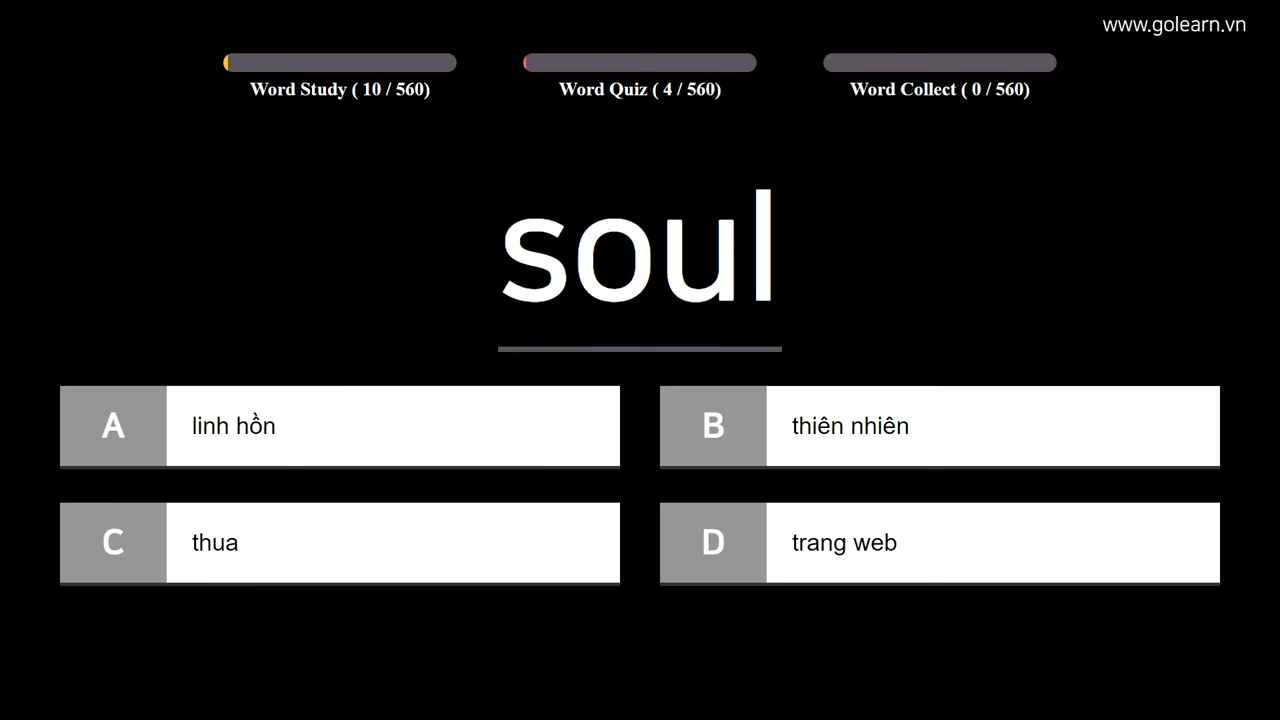 www.golearn.vn
Word Study ( 10 / 560)
Word Quiz ( 4 / 560)
Word Collect ( 0 / 560)
soul
A linh hồn
B thiên nhiên
C thua
D trang web